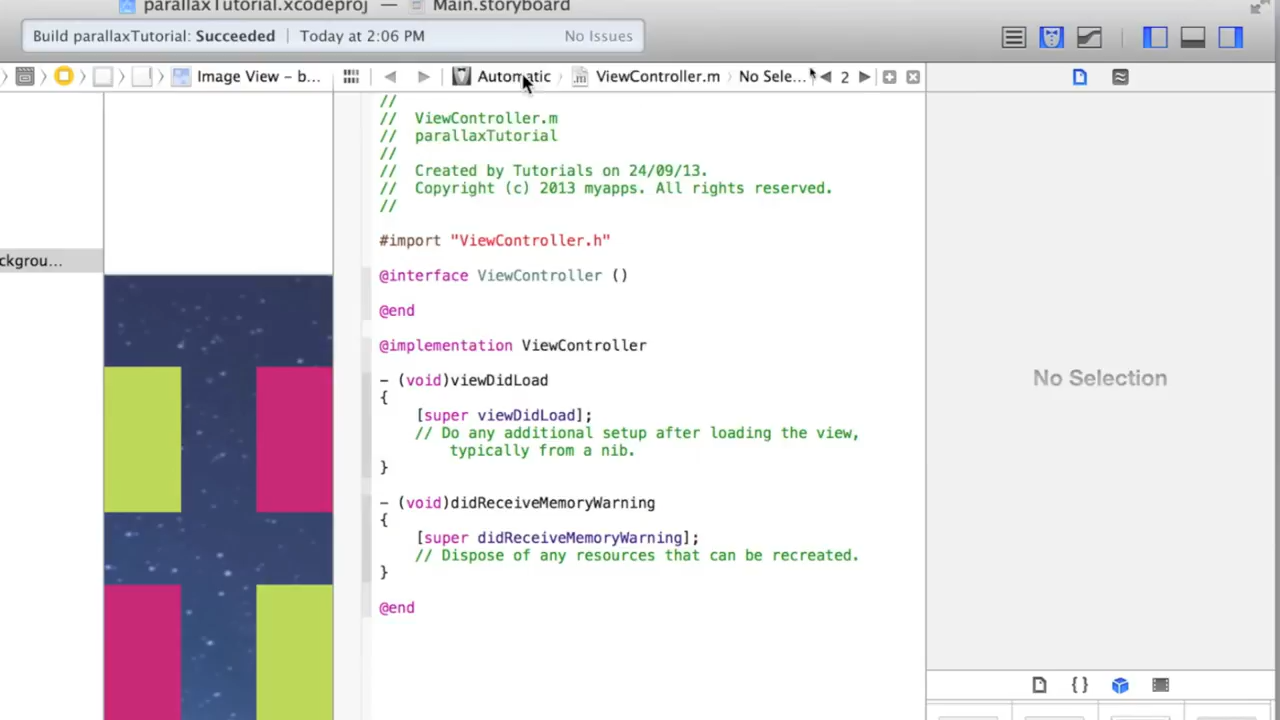 parallaxTutorial.xcodeproj — Main.storyboard
Build parallaxTutorial: Succeeded | Today at 2:06 PM No Issues
Image View – b... Automatic ViewController.m No Sele... 2
//
// ViewController.m
// parallaxTutorial
//
// Created by Tutorials on 24/09/13.
// Copyright (c) 2013 myapps. All rights reserved.
//
#import "ViewController.h"
ckgrou...
@interface ViewController ()
@end
@implementation ViewController
- (void)viewDidLoad
{
[super viewDidLoad];
// Do any additional setup after loading the view,
typically from a nib.
}
- (void)didReceiveMemoryWarning
{
[super didReceiveMemoryWarning];
// Dispose of any resources that can be recreated.
}
@end
No Selection
{ }